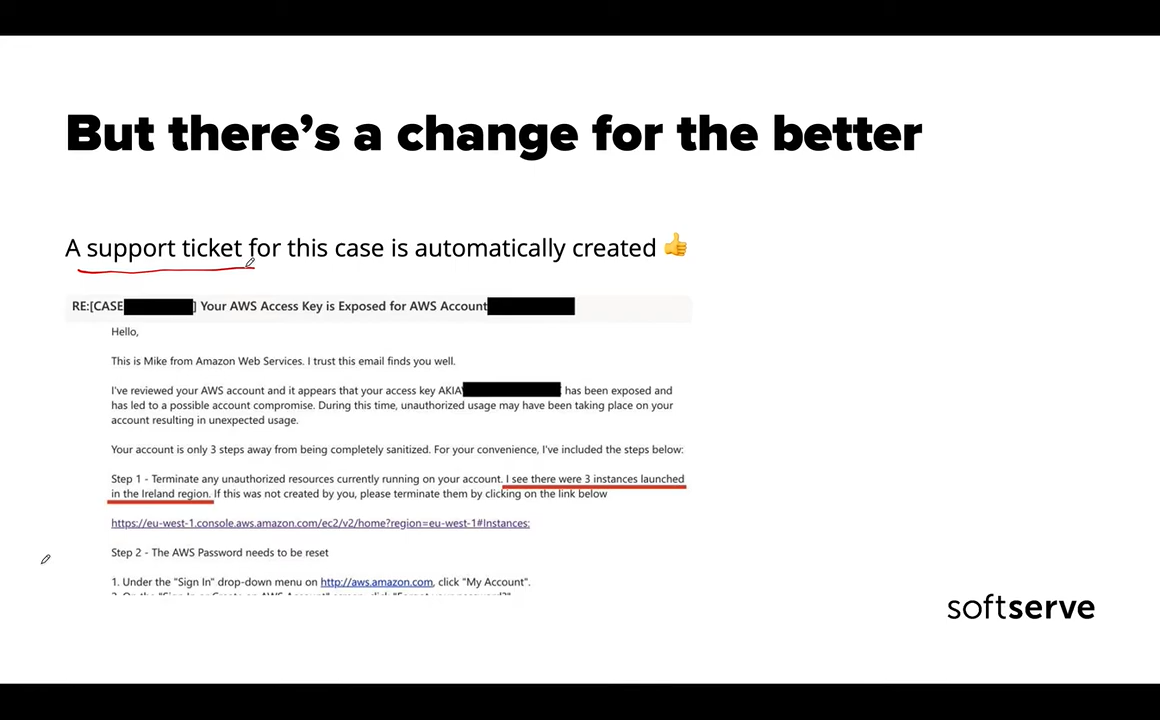 But there's a change for the better
A support ticket for this case is automatically created 👍
RE:[CASE ] Your AWS Access Key is Exposed for AWS Account
Hello,
This is Mike from Amazon Web Services. I trust this email finds you well.
I've reviewed your AWS account and it appears that your access key AKIA has been exposed and
has led to a possible account compromise. During this time, unauthorized usage may have been taking place on your
account resulting in unexpected usage.
Your account is only 3 steps away from being completely sanitized. For your convenience, I've included the steps below:
Step 1 - Terminate any unauthorized resources currently running on your account. I see there were 3 instances launched
in the Ireland region. If this was not created by you, please terminate them by clicking on the link below
https://eu-west-1.console.aws.amazon.com/ec2/v2/home?region=eu-west-1#Instances:
Step 2 - The AWS Password needs to be reset
1. Under the "Sign In" drop-down menu on http://aws.amazon.com, click "My Account".
softserve